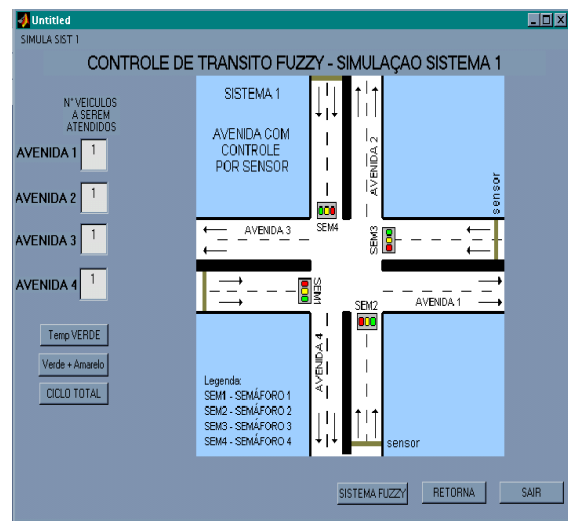 Untitled
SIMULA SIST 1
CONTROLE DE TRANSITO FUZZY - SIMULAÇAO SISTEMA 1
N° VEICULOS
A SEREM
ATENDIDOS
AVENIDA 1 1
AVENIDA 2 1
AVENIDA 3 1
AVENIDA 4 1
Temp VERDE
Verde + Amarelo
CICLO TOTAL
SISTEMA 1
AVENIDA COM
CONTROLE
POR SENSOR
AVENIDA 2
sensor
SEM4
AVENIDA 3
SEM3
SEM1
SEM2
AVENIDA 1
AVENIDA 4
Legenda:
SEM1 - SEMÁFORO 1
SEM2 - SEMÁFORO 2
SEM3 - SEMÁFORO 3
SEM4 - SEMÁFORO 4
sensor
SISTEMA FUZZY
RETORNA
SAIR